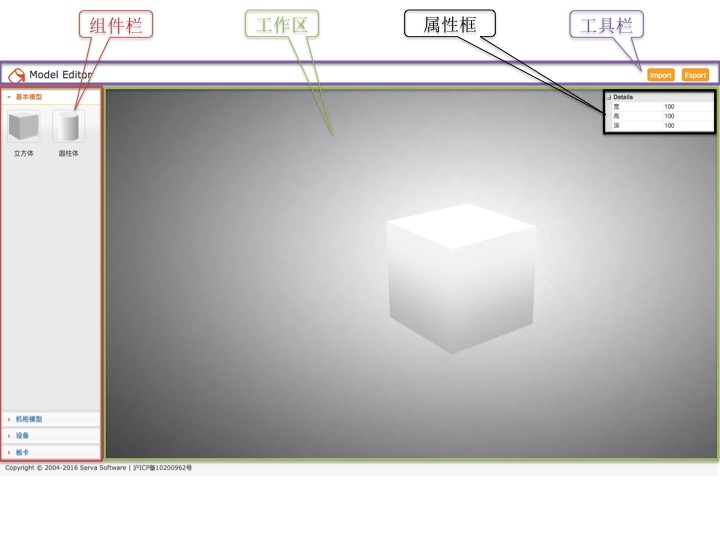 组件栏
工作区
属性框
工具栏
Model Editor
Import
Export
基本模型
立方体
圆柱体
Details
宽 100
高 100
深 100
机柜模型
设备
板卡
Copyright © 2004-2016 Serva Software | 沪ICP备10200962号